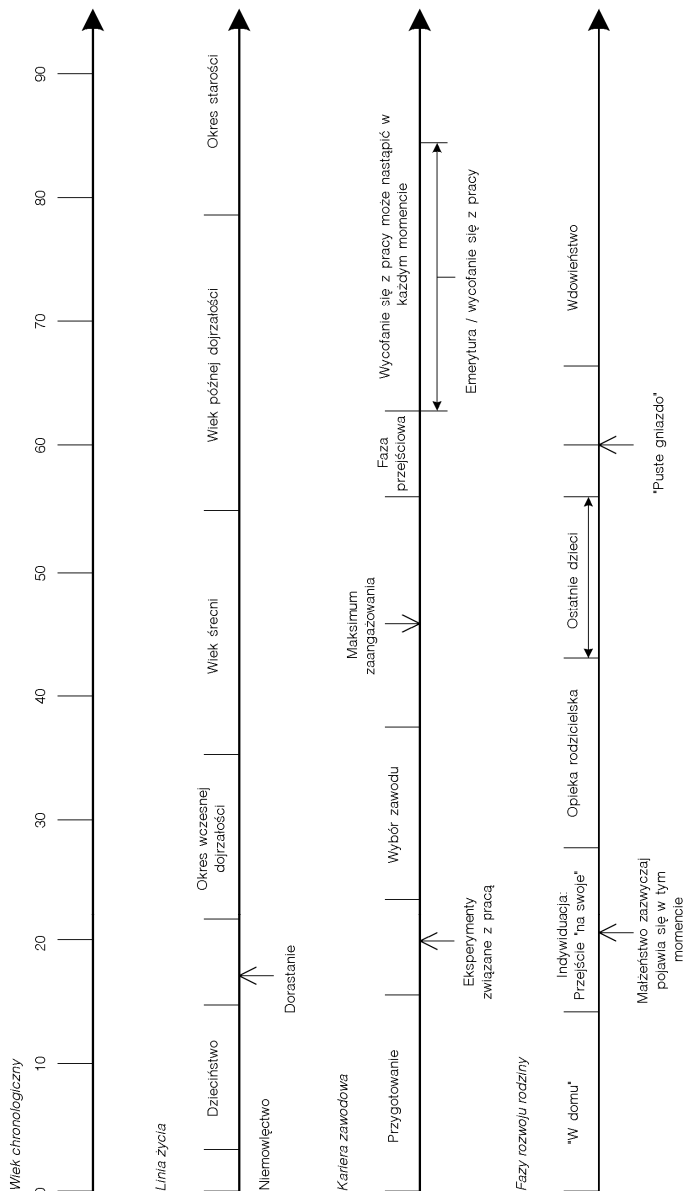 Wiek chronologiczny
0
10
20
30
40
50
60
70
80
90
Linia życia
Niemowlęctwo
Dzieciństwo
Dorastanie
Okres wczesnej
dojrzałości
Wiek środni
Wiek późnej dojrzałości
Okres starości
Kariera zawodowa
Przygotowanie
Eksperymenty
związane z pracą
Wybór zawodu
Maksimum
zaangażowania
Faza
przejściowa
Wycofanie się z pracy może nastąpić w
każdym momencie
Emerytura / wycofanie się z pracy
Fazy rozwoju rodziny
"W domu"
Indywiduacja:
Przejście "na swoje"
Małżeństwo zazwyczaj
pojawia się w tym
momencie
Opieka rodzicielska
Ostatnie dzieci
"Puste gniazdo"
Wdowieństwo